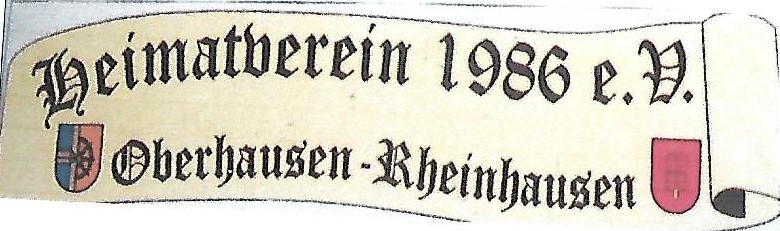 Heimatverein 1986 e.V.
Oberhausen-Rheinhausen